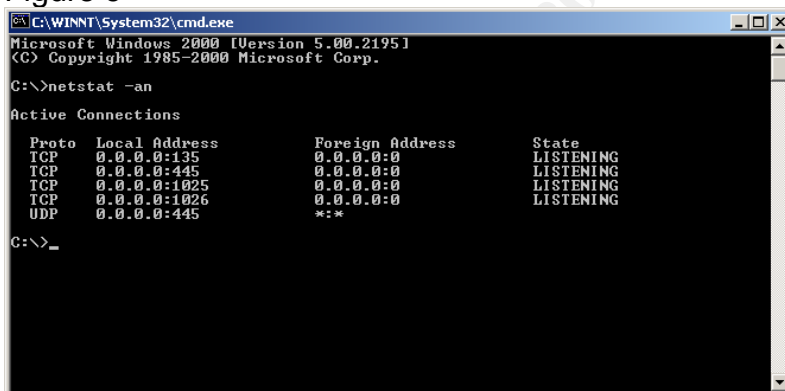 C:\WINNT\System32\cmd.exe
Microsoft Windows 2000 [Version 5.00.2195]
(C) Copyright 1985-2000 Microsoft Corp.
C:\>netstat -an
Active Connections
Proto Local Address Foreign Address State
TCP 0.0.0.0:135 0.0.0.0:0 LISTENING
TCP 0.0.0.0:445 0.0.0.0:0 LISTENING
TCP 0.0.0.0:1025 0.0.0.0:0 LISTENING
TCP 0.0.0.0:1026 0.0.0.0:0 LISTENING
UDP 0.0.0.0:445 *:*
C:\>_